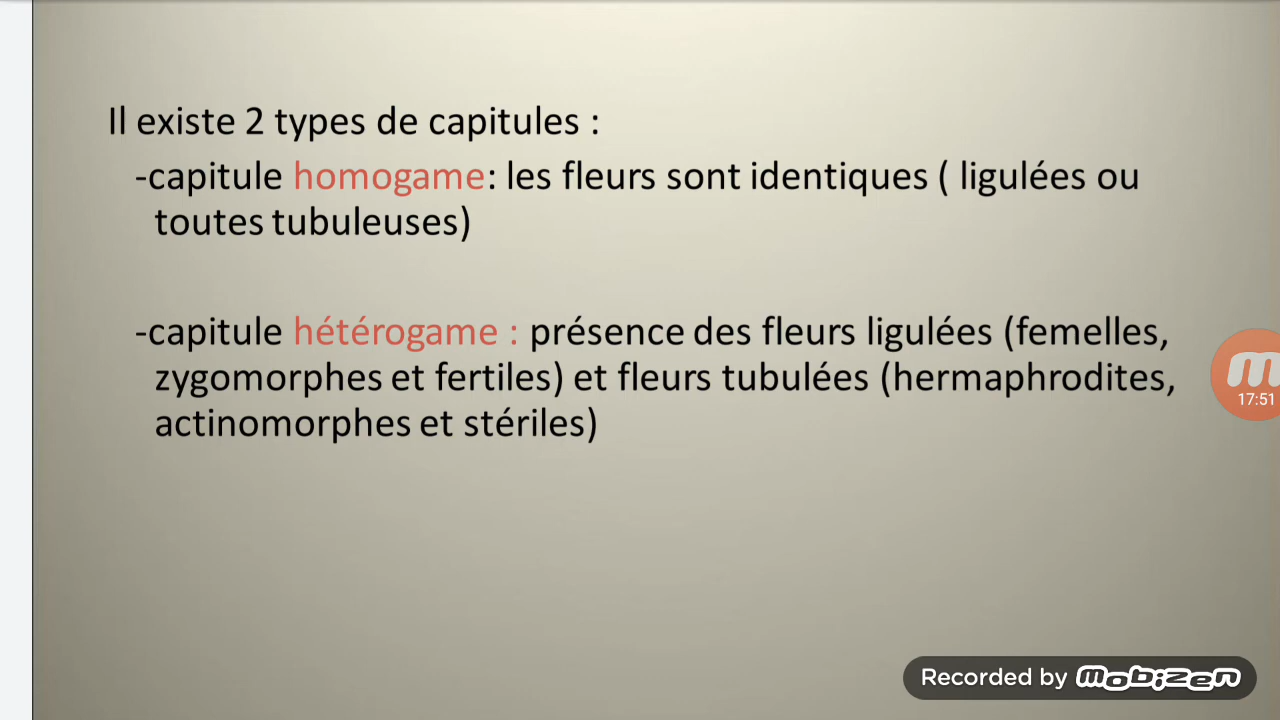 Il existe 2 types de capitules :
-capitule homogame: les fleurs sont identiques ( ligulées ou
toutes tubuleuses)
-capitule hétérogame : présence des fleurs ligulées (femelles,
zygomorphes et fertiles) et fleurs tubulées (hermaphrodites,
actinomorphes et stériles)
17:51
Recorded by mobizen